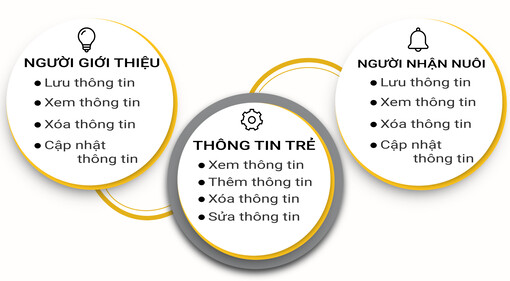 NGƯỜI GIỚI THIỆU
Lưu thông tin
Xem thông tin
Xóa thông tin
Cập nhật
thông tin
THÔNG TIN TRẺ
Xem thông tin
Thêm thông tin
Xóa thông tin
Sửa thông tin
NGƯỜI NHẬN NUÔI
Lưu thông tin
Xem thông tin
Xóa thông tin
Cập nhật
thông tin